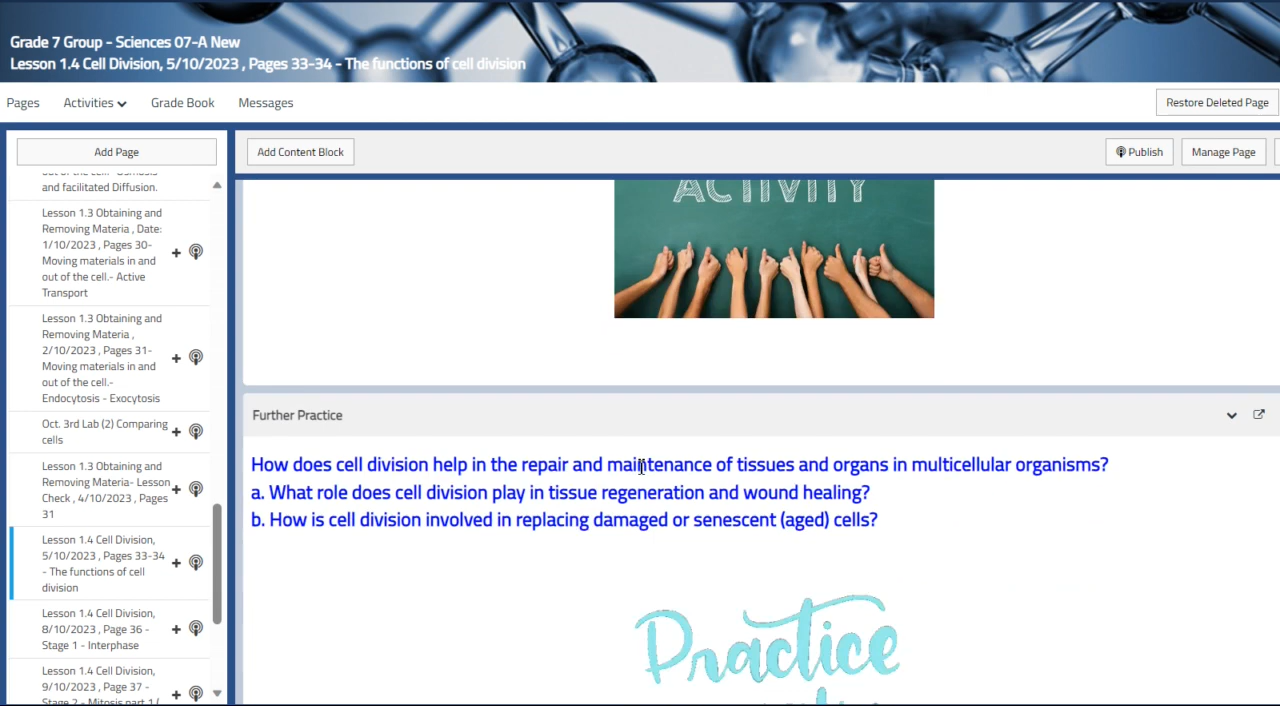 Grade 7 Group - Sciences 07-A New
Lesson 1.4 Cell Division, 5/10/2023 , Pages 33-34 - The functions of cell division
Pages
Activities
Grade Book
Messages
Restore Deleted Page
Add Page
Add Content Block
Publish
Manage Page
and facilitated Diffusion.
Lesson 1.3 Obtaining and
Removing Materia , Date:
1/10/2023 , Pages 30-
Moving materials in and
out of the cell.- Active
Transport
Lesson 1.3 Obtaining and
Removing Materia ,
2/10/2023 , Pages 31-
Moving materials in and
out of the cell.-
Endocytosis - Exocytosis
Oct. 3rd Lab (2) Comparing
cells
Lesson 1.3 Obtaining and
Removing Materia- Lesson
Check , 4/10/2023 , Pages
31
Lesson 1.4 Cell Division,
5/10/2023 , Pages 33-34
- The functions of cell
division
Lesson 1.4 Cell Division,
8/10/2023 , Page 36 -
Stage 1 - Interphase
Lesson 1.4 Cell Division,
9/10/2023 , Page 37 -
Stage 2 - Mitosis part 1 (
ACTIVITY
Further Practice
How does cell division help in the repair and maintenance of tissues and organs in multicellular organisms?
a. What role does cell division play in tissue regeneration and wound healing?
b. How is cell division involved in replacing damaged or senescent (aged) cells?
Practice